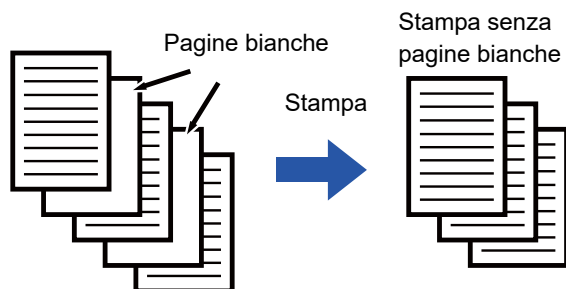 Pagine bianche
Stampa
Stampa senza
pagine bianche